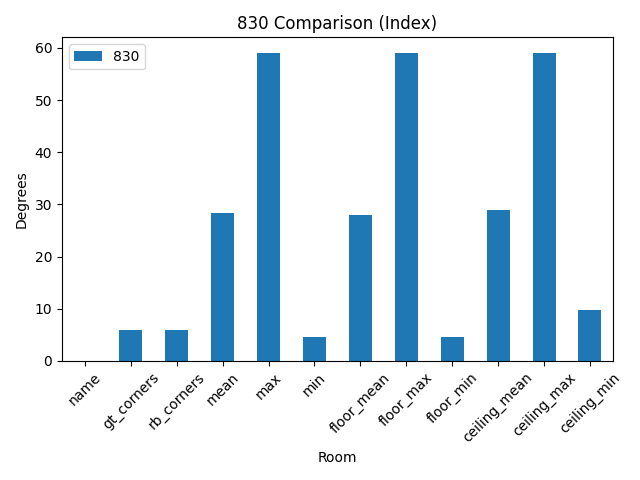 830 Comparison (Index)
830
Degrees
60
50
40
30
20
10
0
name
gt_corners
rb_corners
mean
max
min
floor_mean
floor_max
floor_min
ceiling_mean
ceiling_max
ceiling_min
Room